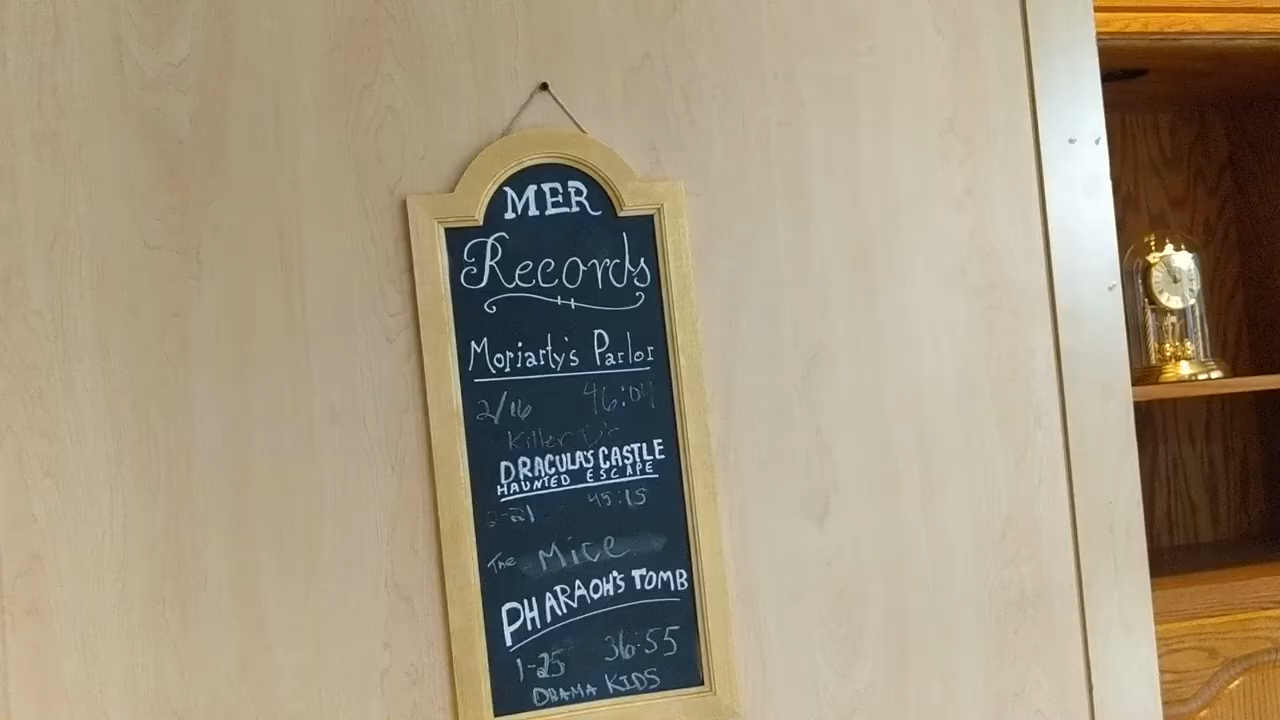 MER
Records
Moriarty's Parlor
2/16 46:04
Killer
DRACULA'S CASTLE
HAUNTED ESCAPE
2-21 45:15
The Mice
PHARAOH'S TOMB
1-25 36:55
DRAMA KIDS